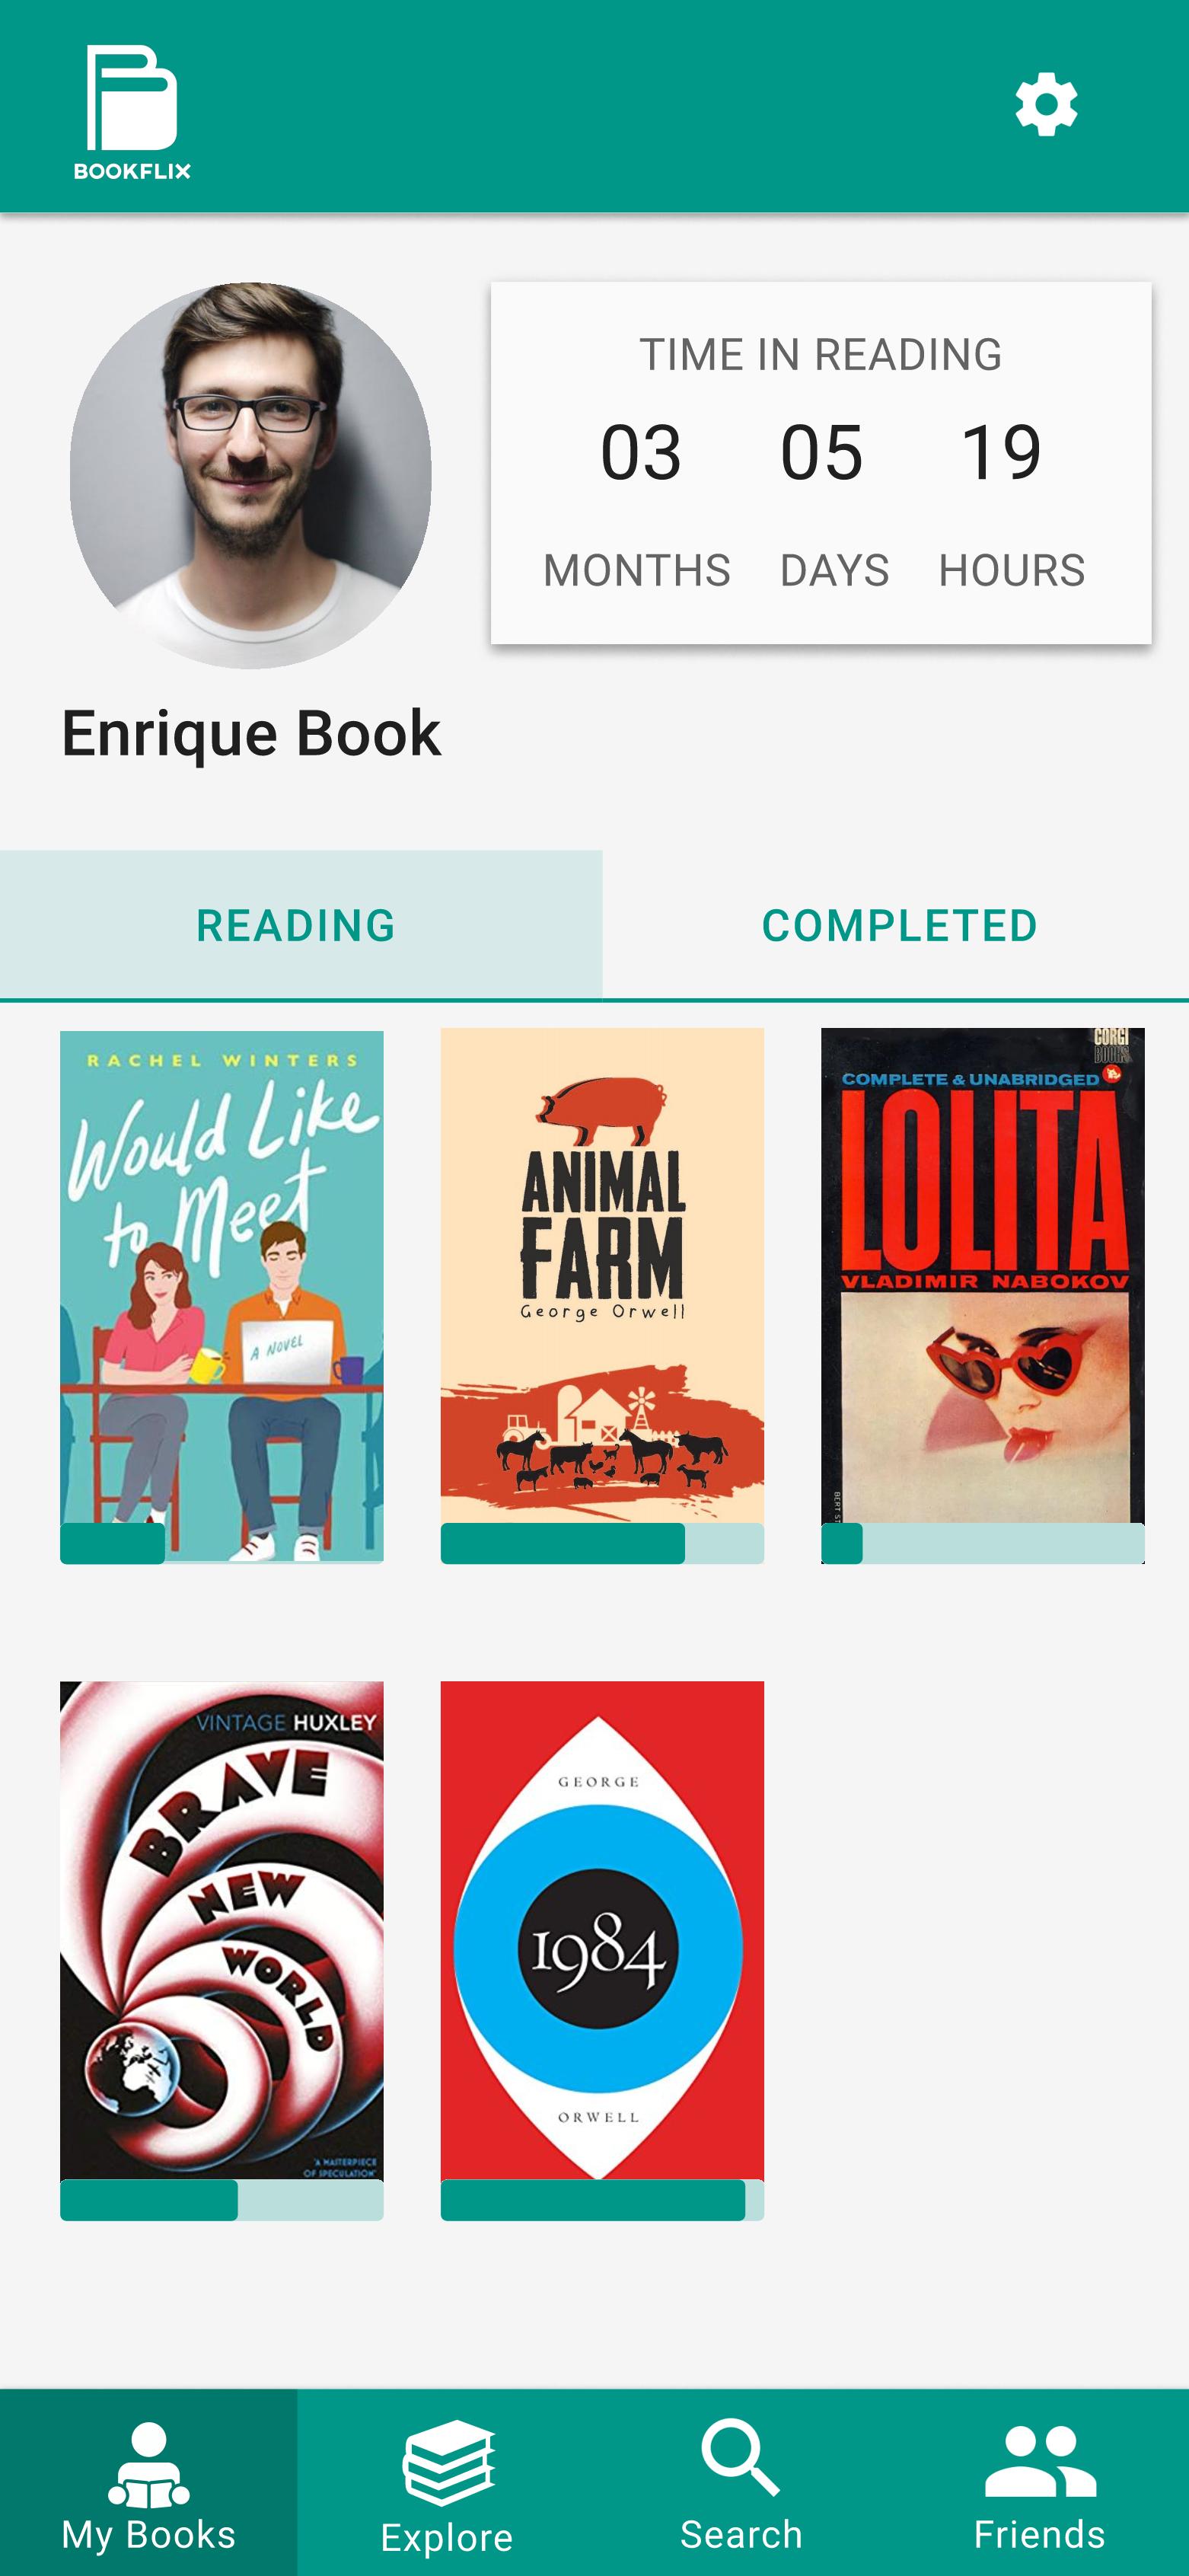 BOOKFLIX
TIME IN READING
03 05 19
MONTHS DAYS HOURS
Enrique Book
READING COMPLETED
RACHEL WINTERS
Would Like
to Meet
A NOVEL
ANIMAL
FARM
George Orwell
CORGI
BOOKS
COMPLETE & UNABRIDGED
LOLITA
VLADIMIR NABOKOV
VINTAGE HUXLEY
BRAVE
NEW
WORLD
'A MASTERPIECE
OF SPECULATION'
GEORGE
1984
ORWELL
My Books Explore Search Friends